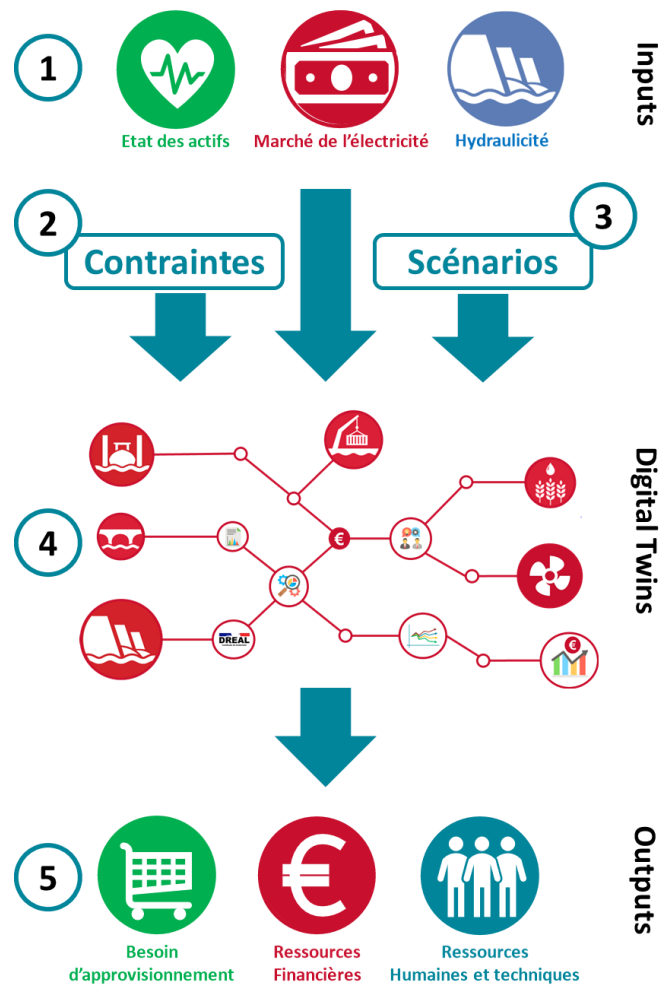 1
Inputs
Etat des actifs
Marché de l'électricité
Hydraulicité
2
3
Contraintes
Scénarios
4
Digital Twins
€
DREAL
€
5
Outputs
€
Besoin
d'approvisionnement
Ressources
Financières
Ressources
Humaines et techniques